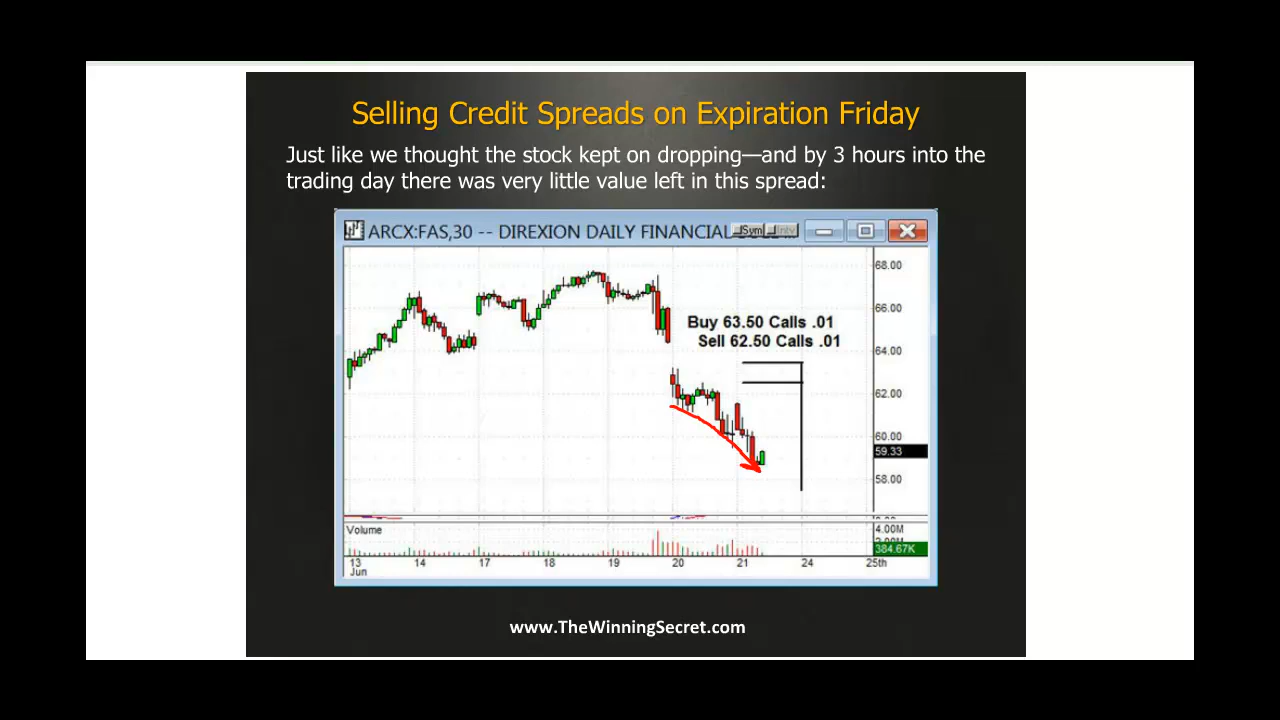 Selling Credit Spreads on Expiration Friday
Just like we thought the stock kept on dropping—and by 3 hours into the
trading day there was very little value left in this spread:
ARCX:FAS,30 -- DIREXION DAILY FINANCIAL
Sym
Intv
68.00
66.00
Buy 63.50 Calls .01
Sell 62.50 Calls .01
64.00
62.00
60.00
59.33
58.00
Volume
4.00M
384.67K
13 14 17 18 19 20 21 24 25th
Jun
www.TheWinningSecret.com